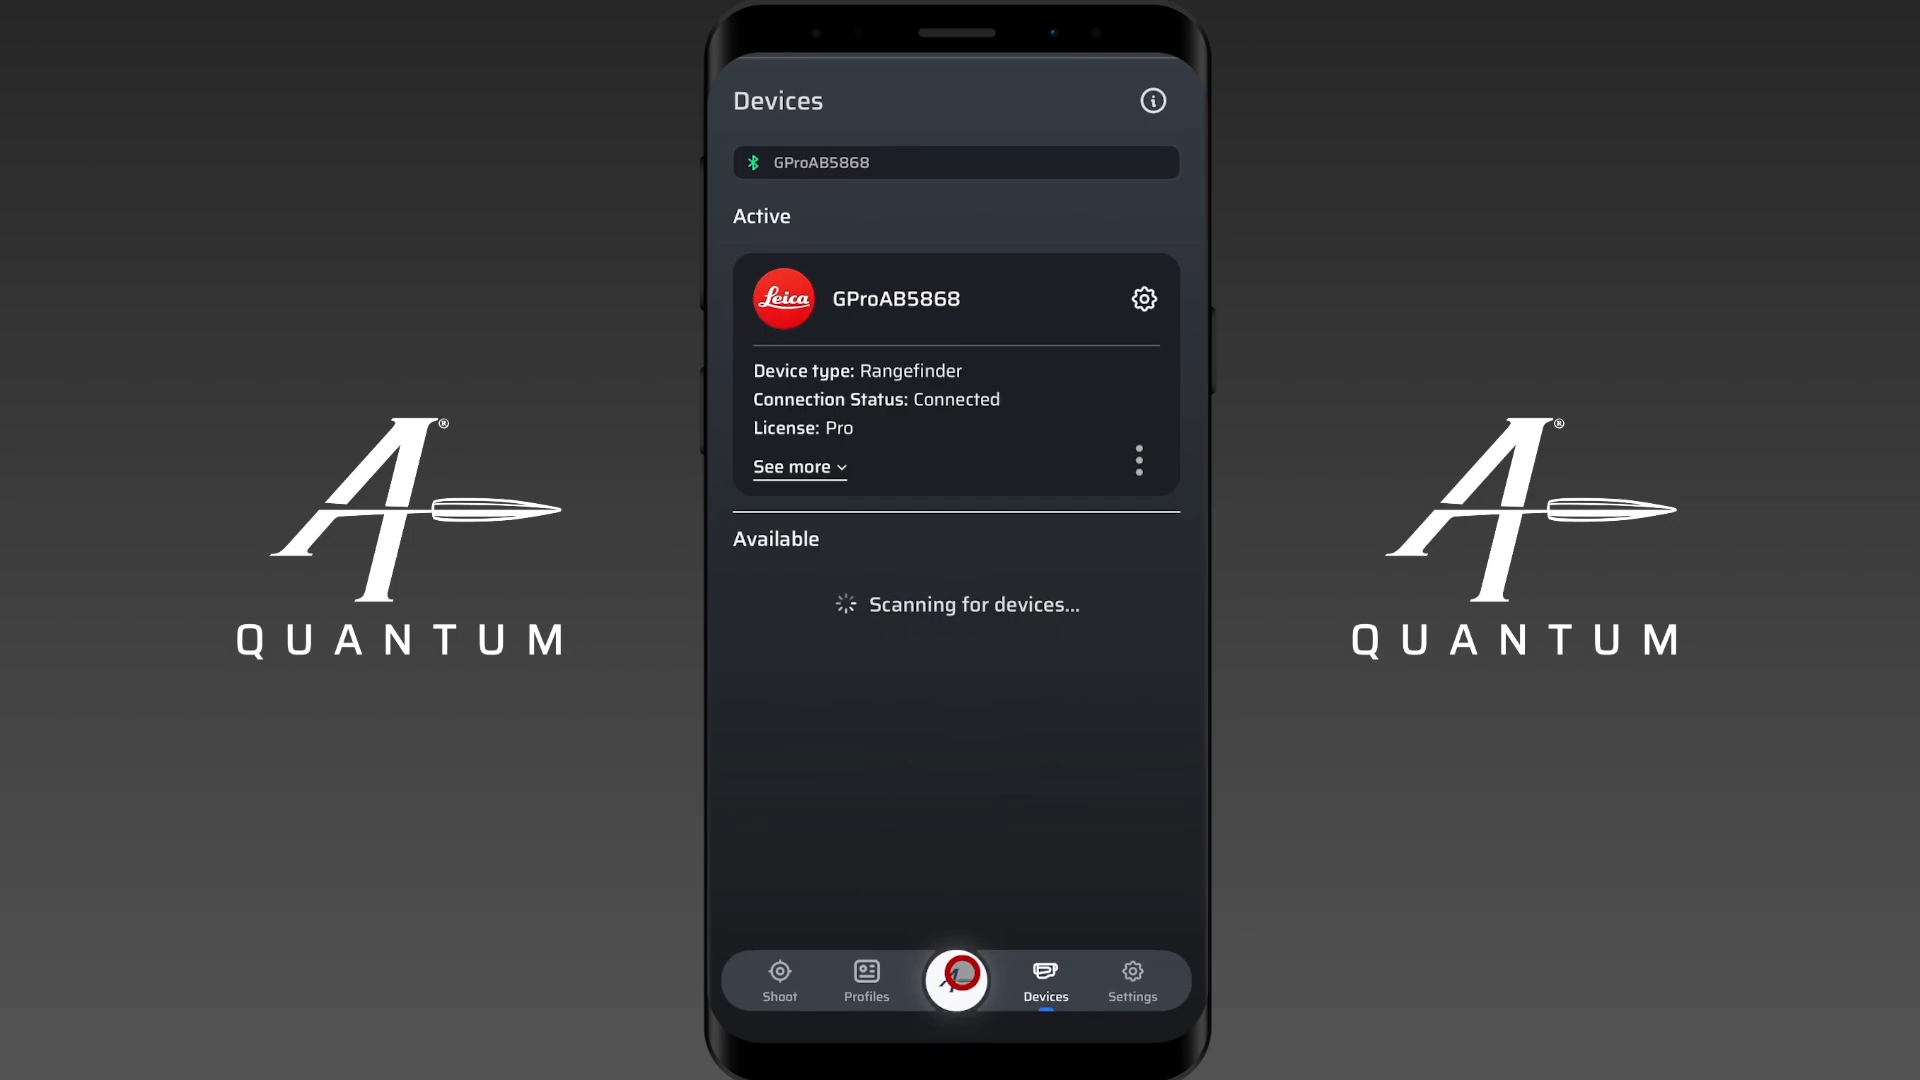 Devices
GProAB5868
Active
Leica
GProAB5868
Device type: Rangefinder
Connection Status: Connected
License: Pro
See more
Available
Scanning for devices...
Shoot
Profiles
Devices
Settings
A®
QUANTUM
A®
QUANTUM